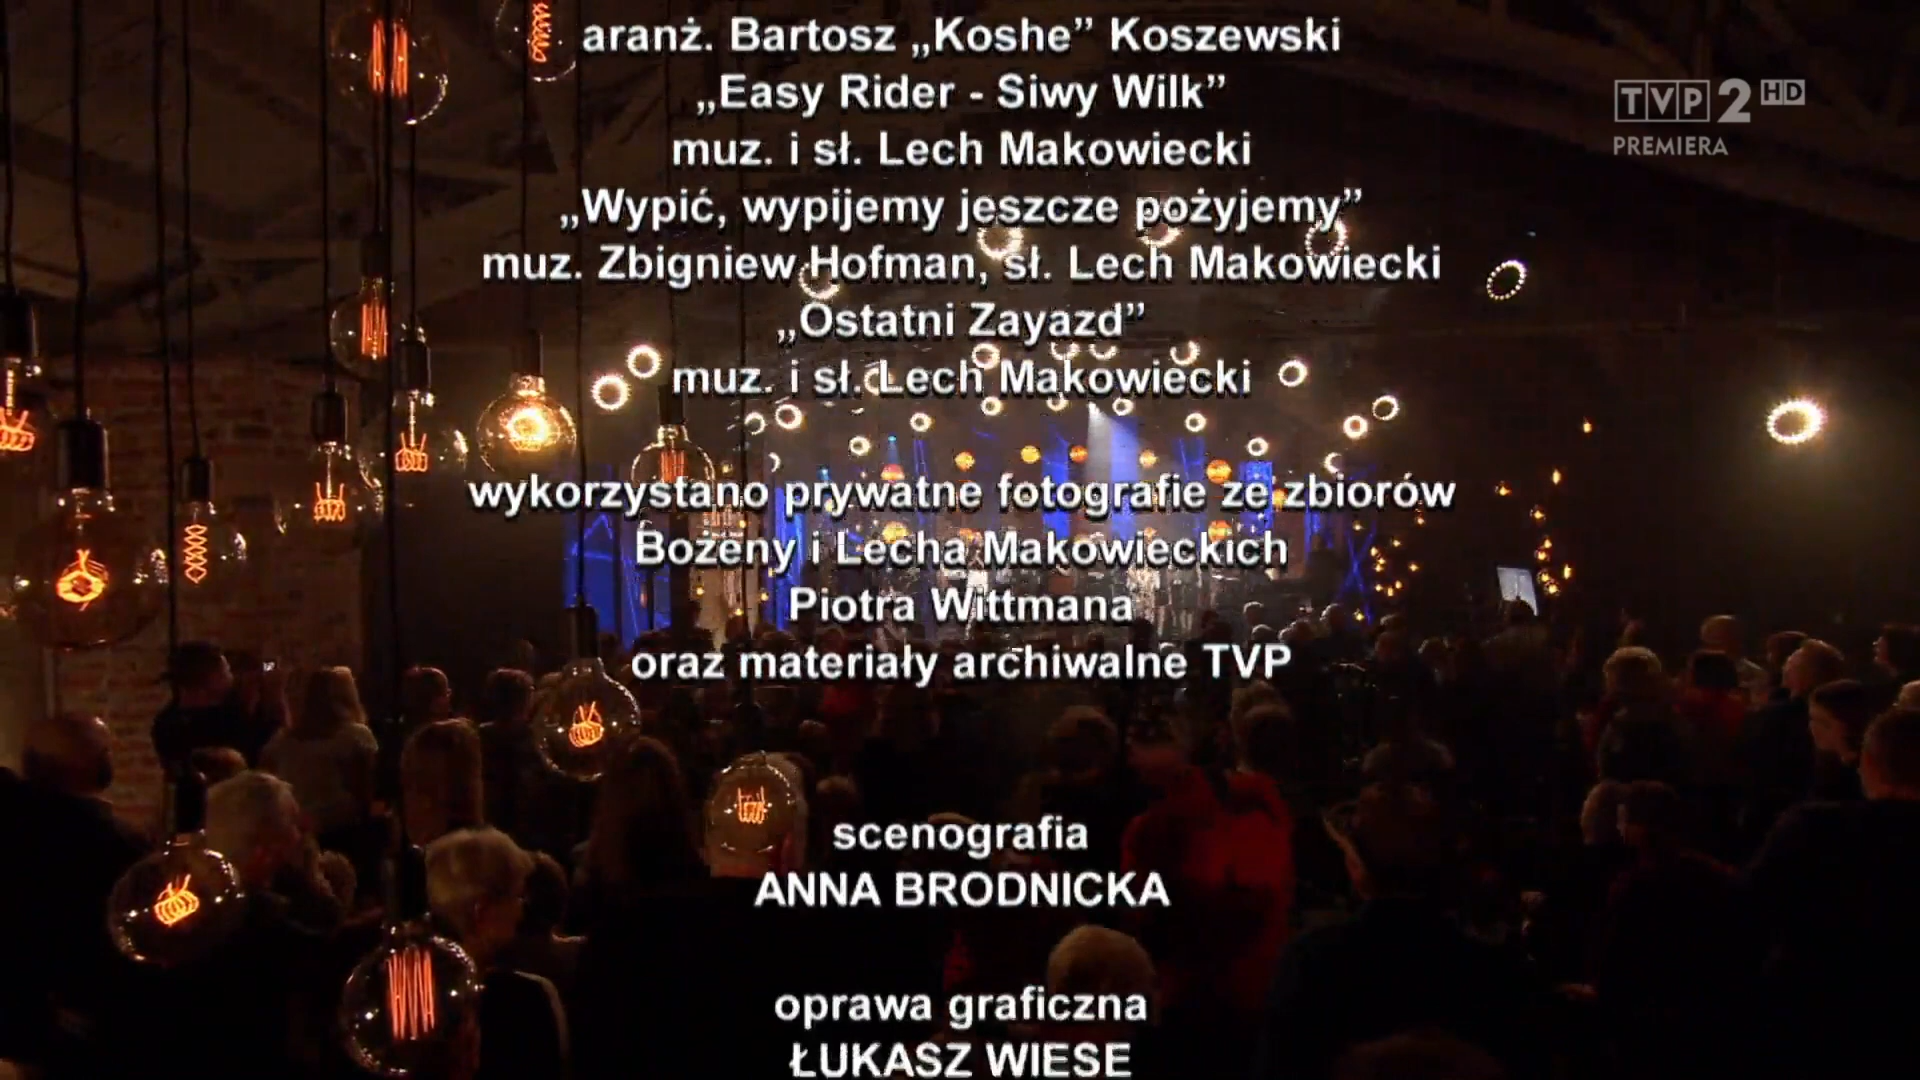 aranż. Bartosz „Koshe” Koszewski
„Easy Rider - Siwy Wilk”
muz. i sł. Lech Makowiecki
„Wypić, wypijemy jeszcze pożyjemy”
muz. Zbigniew Hofman, sł. Lech Makowiecki
„Ostatni Zayazd”
muz. i sł. Lech Makowiecki
wykorzystano prywatne fotografie ze zbiorów
Bożeny i Lecha Makowieckich
Piotra Wittmana
oraz materiały archiwalne TVP
scenografia
ANNA BRODNICKA
oprawa graficzna
ŁUKASZ WIESE
TVP 2 HD
PREMIERA